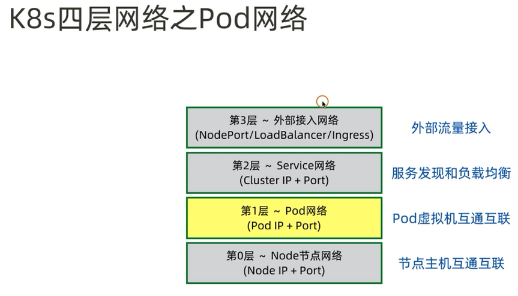 K8s四层网络之Pod网络
第3层 ~ 外部接入网络
(NodePort/LoadBalancer/Ingress)
外部流量接入
第2层 ~ Service网络
(Cluster IP + Port)
服务发现和负载均衡
第1层 ~ Pod网络
(Pod IP + Port)
Pod虚拟机互通互联
第0层 ~ Node节点网络
(Node IP + Port)
节点主机互通互联